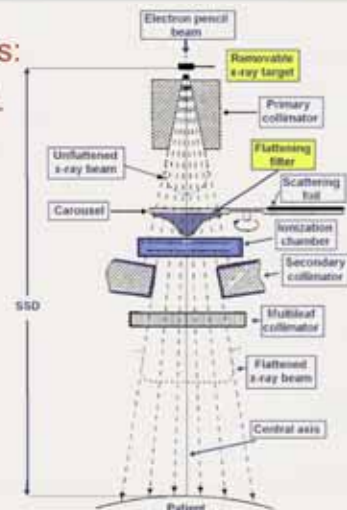 s:
Electron pencil
beam
Removable
x-ray target
Primary
collimator
Unflattened
x-ray beam
Flattening
filter
Scattering
foil
Carousel
Ionization
chamber
Secondary
collimator
SSD
Multileaf
collimator
Flattened
x-ray beam
Central axis
Patient